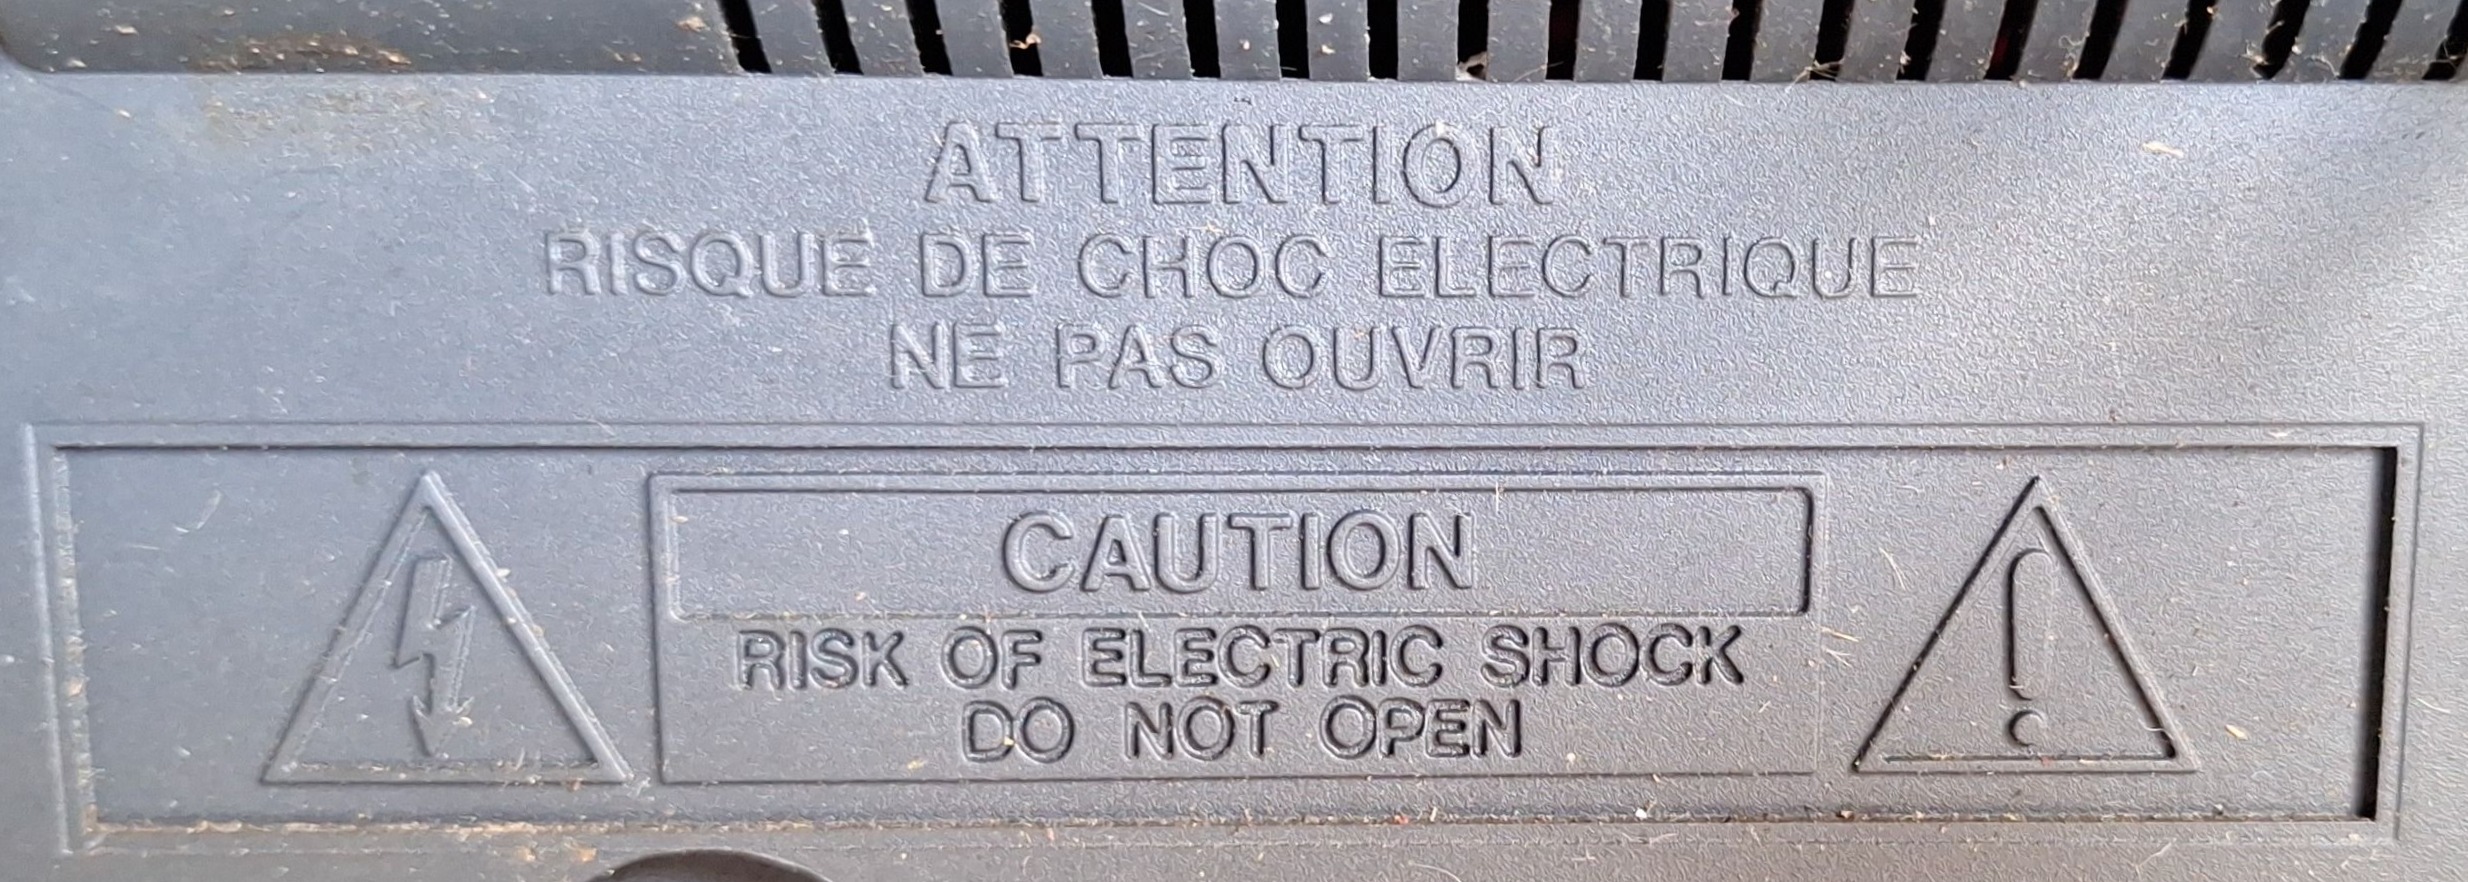 ATTENTION
RISQUE DE CHOC ELECTRIQUE
NE PAS OUVRIR
CAUTION
RISK OF ELECTRIC SHOCK
DO NOT OPEN